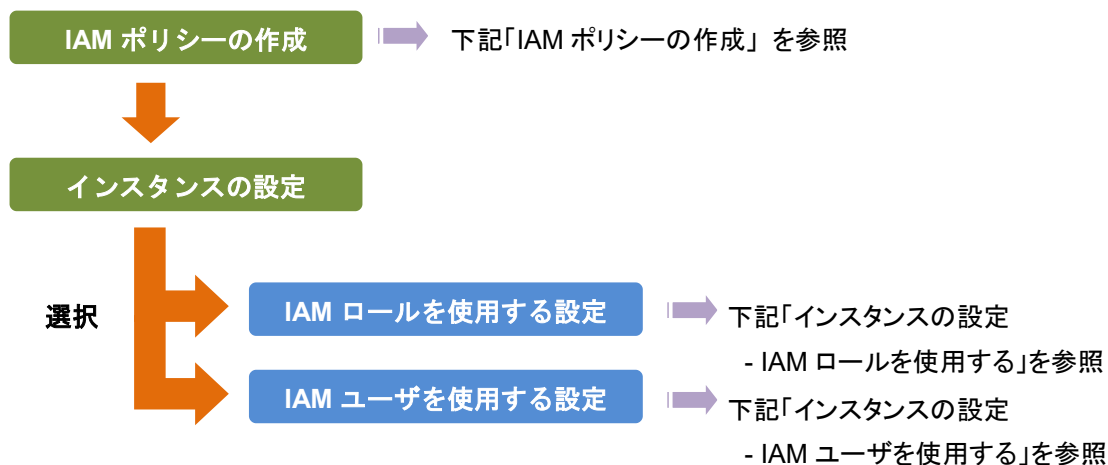 IAM ポリシーの作成
下記「IAM ポリシーの作成」を参照
インスタンスの設定
選択
IAM ロールを使用する設定
下記「インスタンスの設定
- IAM ロールを使用する」を参照
IAM ユーザを使用する設定
下記「インスタンスの設定
- IAM ユーザを使用する」を参照